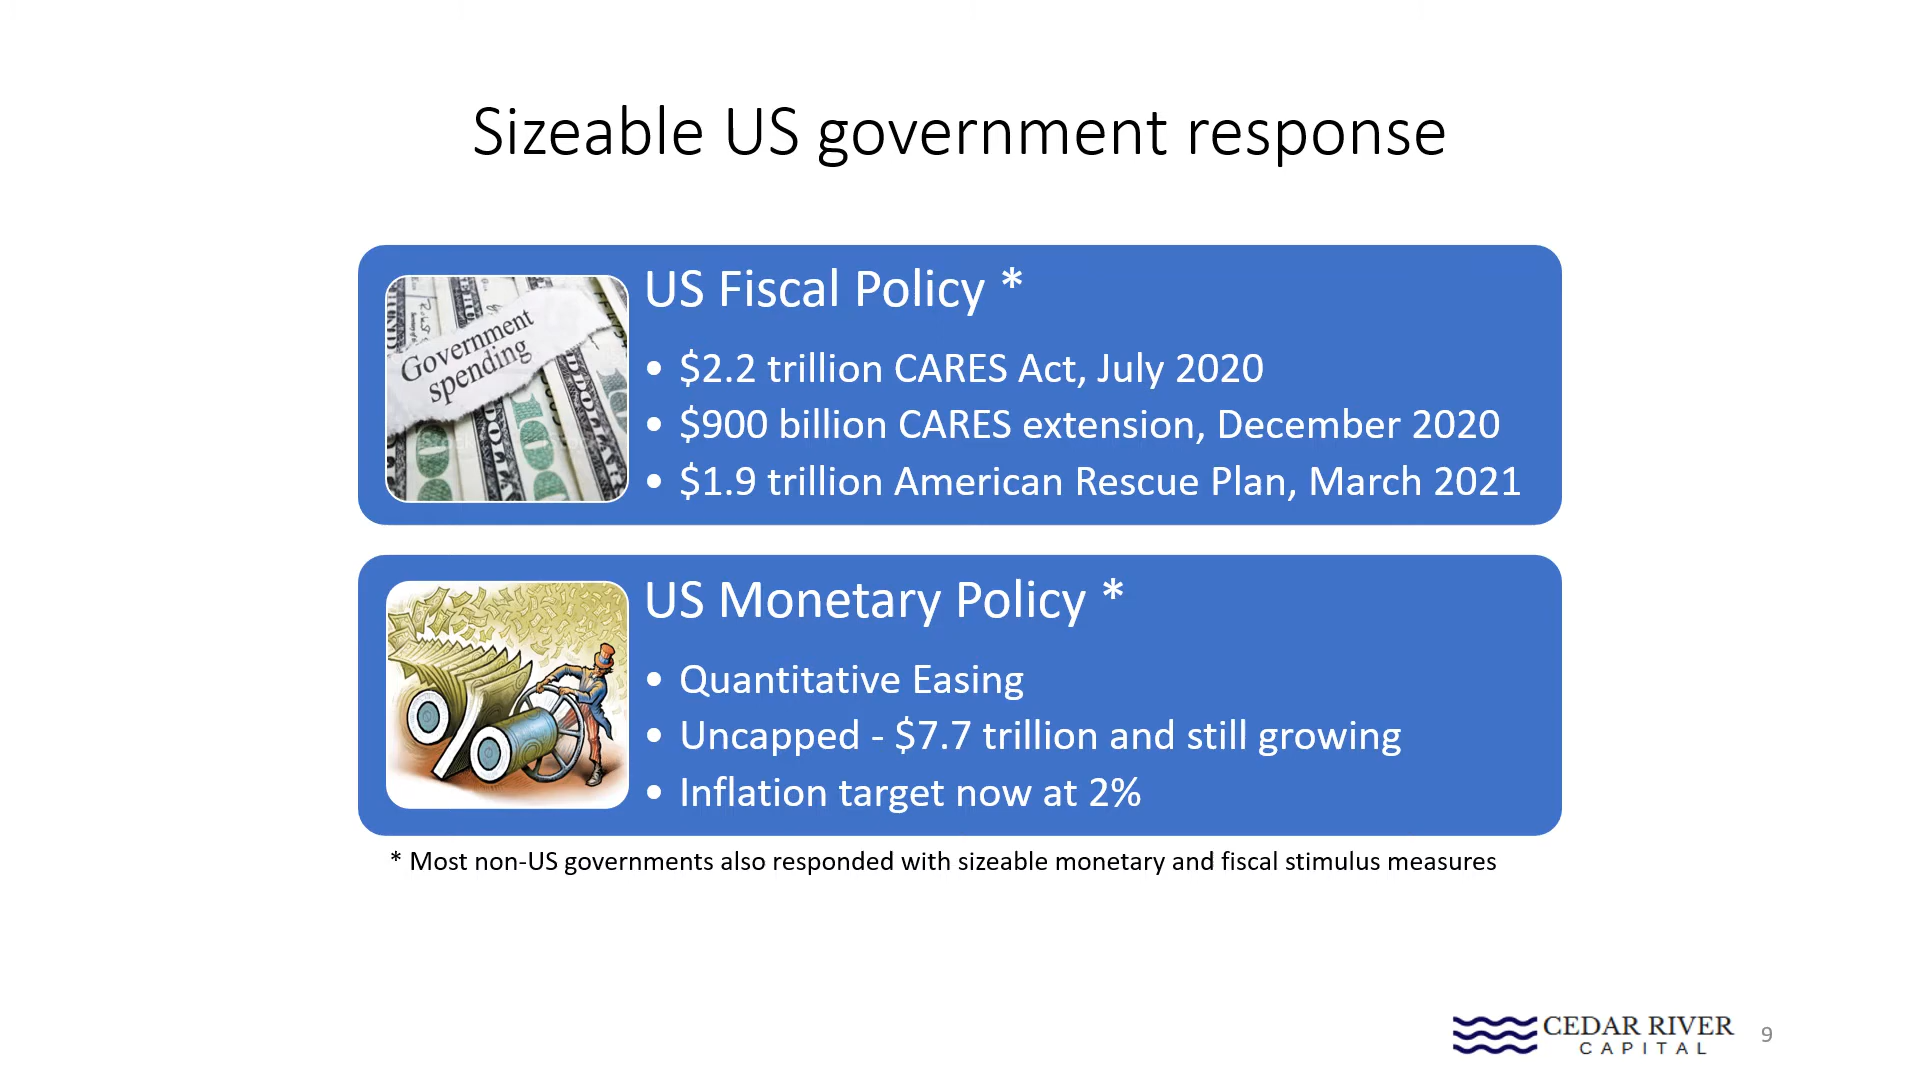 Sizeable US government response
Government
spending
US Fiscal Policy *
• $2.2 trillion CARES Act, July 2020
• $900 billion CARES extension, December 2020
• $1.9 trillion American Rescue Plan, March 2021
US Monetary Policy *
• Quantitative Easing
• Uncapped - $7.7 trillion and still growing
• Inflation target now at 2%
* Most non-US governments also responded with sizeable monetary and fiscal stimulus measures
CEDAR RIVER
CAPITAL
9